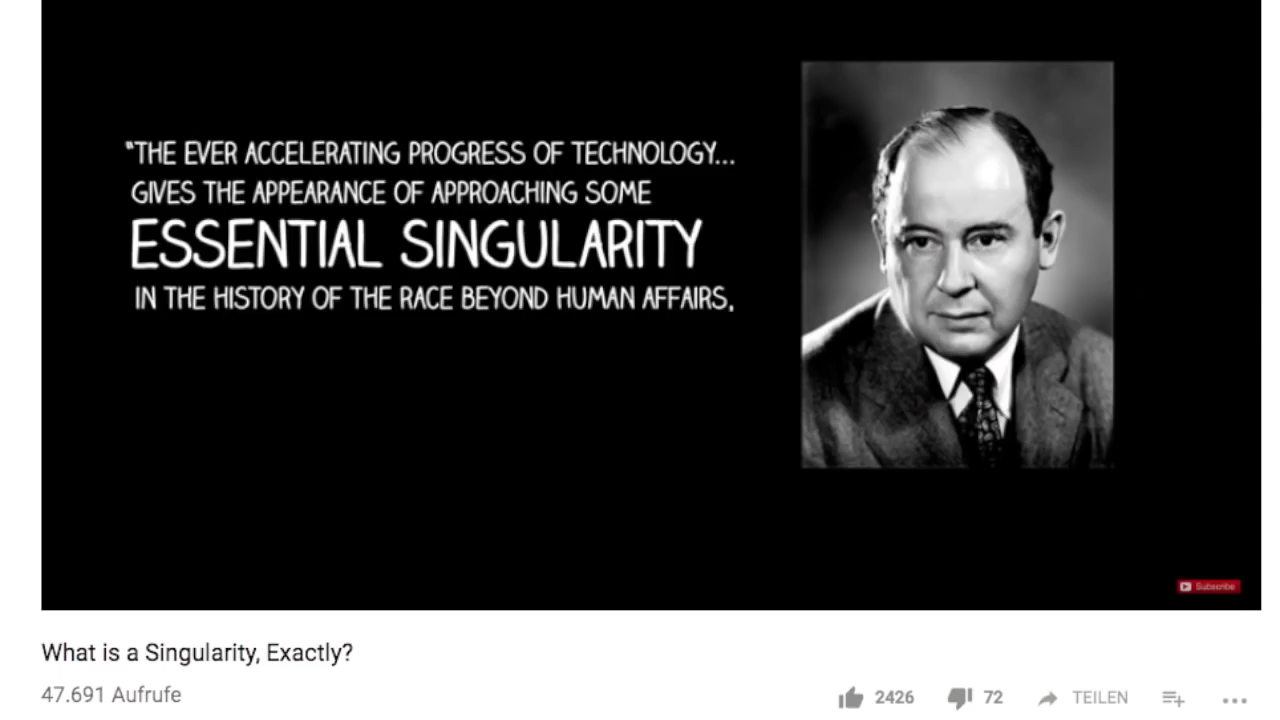 "THE EVER ACCELERATING PROGRESS OF TECHNOLOGY...
GIVES THE APPEARANCE OF APPROACHING SOME
ESSENTIAL SINGULARITY
IN THE HISTORY OF THE RACE BEYOND HUMAN AFFAIRS,
Subscribe
What is a Singularity, Exactly?
47.691 Aufrufe
2426 72 TEILEN